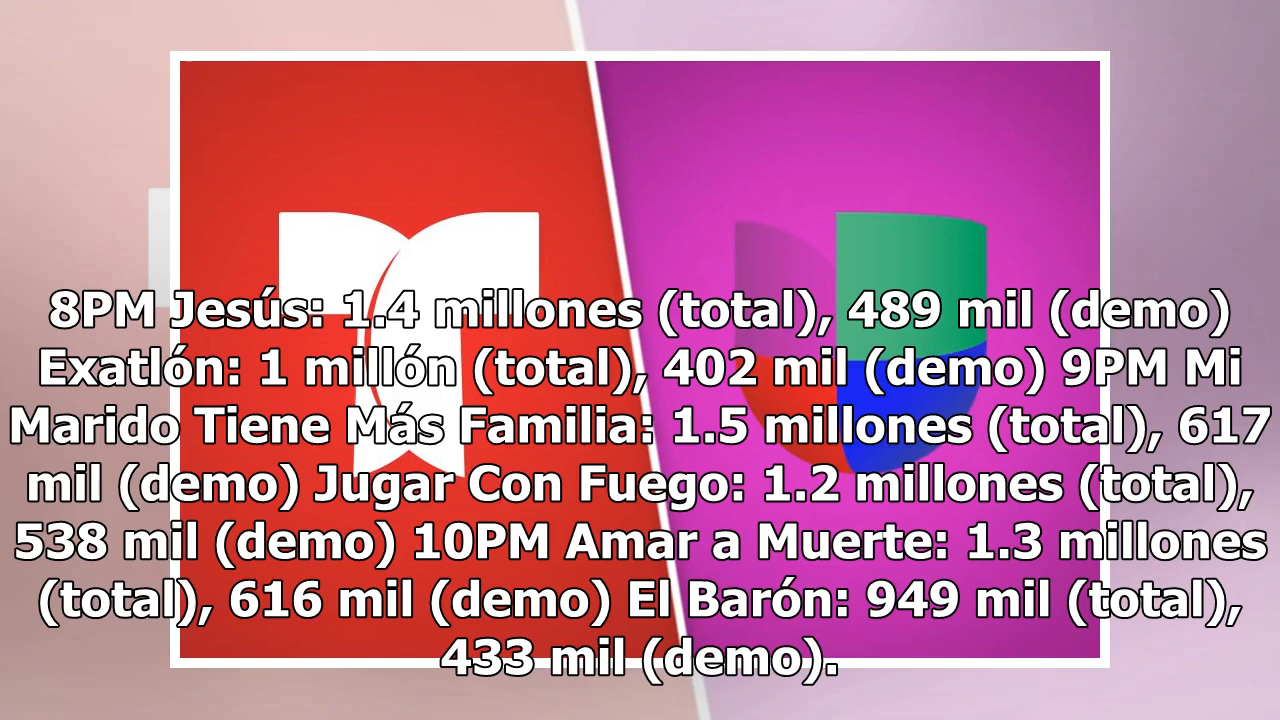 8PM Jesús: 1.4 millones (total), 489 mil (demo)
Exatlón: 1 millón (total), 402 mil (demo) 9PM Mi
Marido Tiene Más Familia: 1.5 millones (total), 617
mil (demo) Jugar Con Fuego: 1.2 millones (total),
538 mil (demo) 10PM Amar a Muerte: 1.3 millones
(total), 616 mil (demo) El Barón: 949 mil (total),
433 mil (demo).